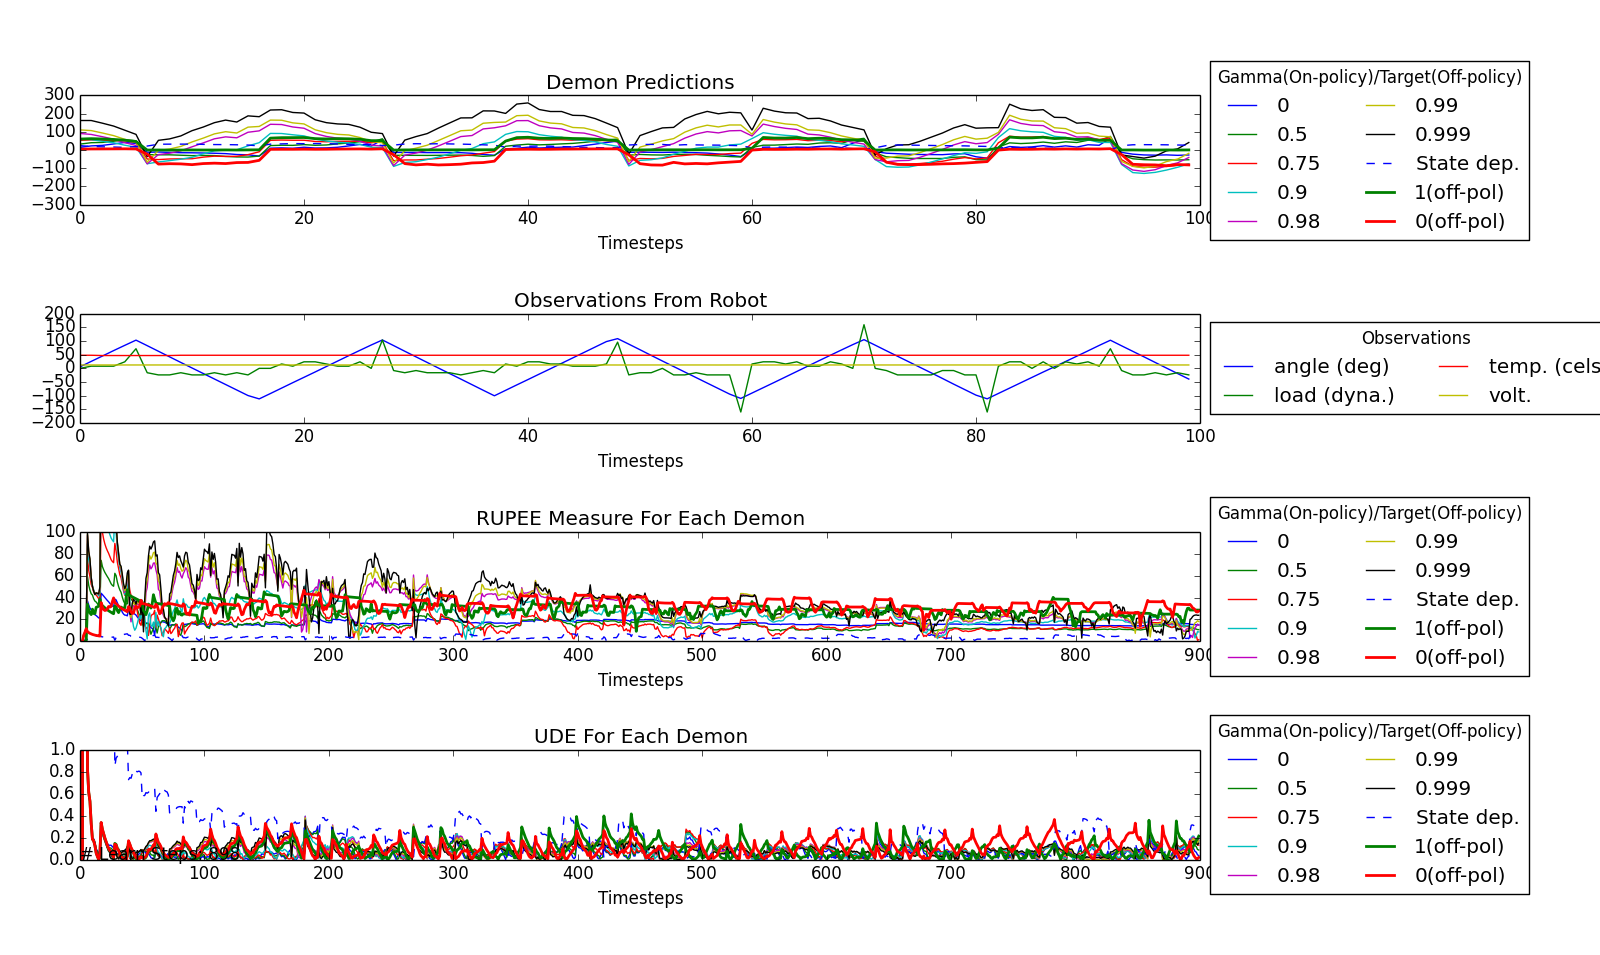 Demon Predictions
300
200
100
0
−100
−200
−300
0 20 40 60 80 100
Timesteps
Gamma(On-policy)/Target(Off-policy)
0 0.99
0.5 0.999
0.75 State dep.
0.9 1(off-pol)
0.98 0(off-pol)
Observations From Robot
200
150
100
50
0
−50
−100
−150
−200
0 20 40 60 80 100
Timesteps
Observations
angle (deg) temp. (cels
load (dyna.) volt.
RUPEE Measure For Each Demon
100
80
60
40
20
0
0 100 200 300 400 500 600 700 800 900
Timesteps
Gamma(On-policy)/Target(Off-policy)
0 0.99
0.5 0.999
0.75 State dep.
0.9 1(off-pol)
0.98 0(off-pol)
UDE For Each Demon
1.0
0.8
0.6
0.4
0.2
0.0
# Learn Steps: 898
0 100 200 300 400 500 600 700 800 900
Timesteps
Gamma(On-policy)/Target(Off-policy)
0 0.99
0.5 0.999
0.75 State dep.
0.9 1(off-pol)
0.98 0(off-pol)